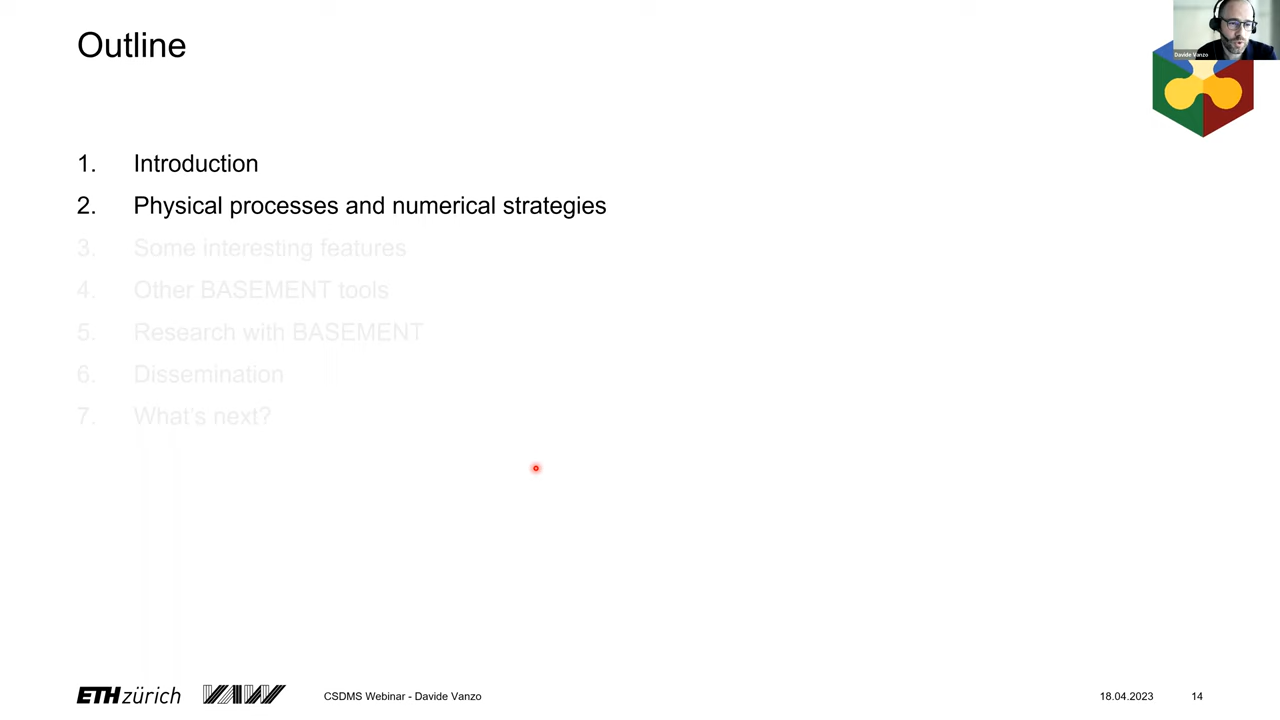 Outline
Davide Vanzo
1. Introduction
2. Physical processes and numerical strategies
3. Some interesting features
4. Other BASEMENT tools
5. Research with BASEMENT
6. Dissemination
7. What's next?
ETH zürich VAW CSDMS Webinar - Davide Vanzo 18.04.2023 14